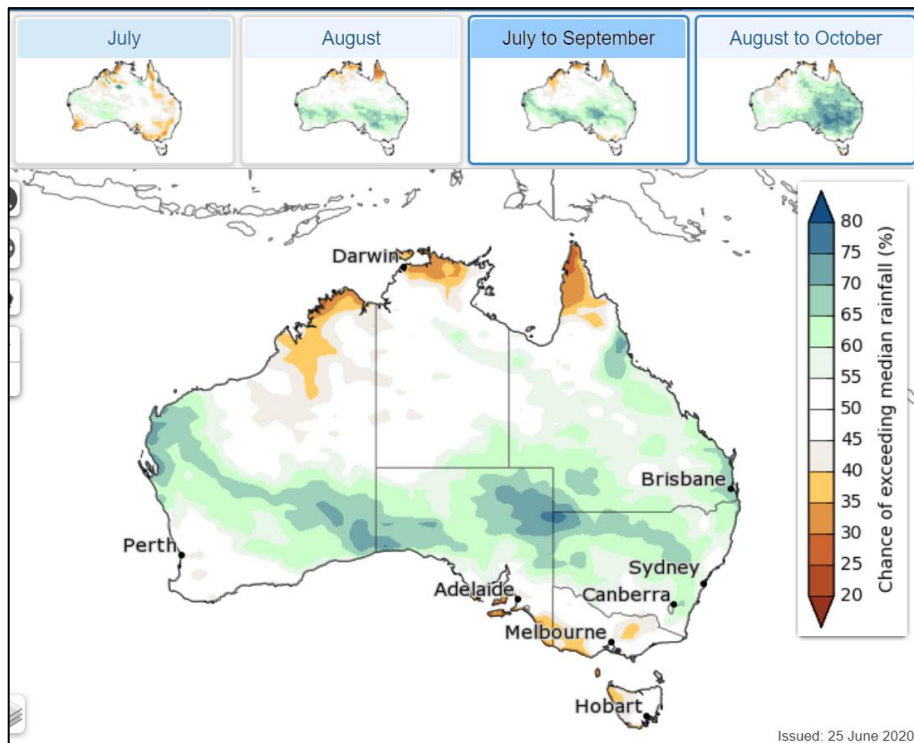 July
August
July to September
August to October
Darwin
Brisbane
Perth
Sydney
Adelaide
Canberra
Melbourne
Hobart
80
75
70
65
60
55
50
45
40
35
30
25
20
Chance of exceeding median rainfall (%)
Issued: 25 June 2020